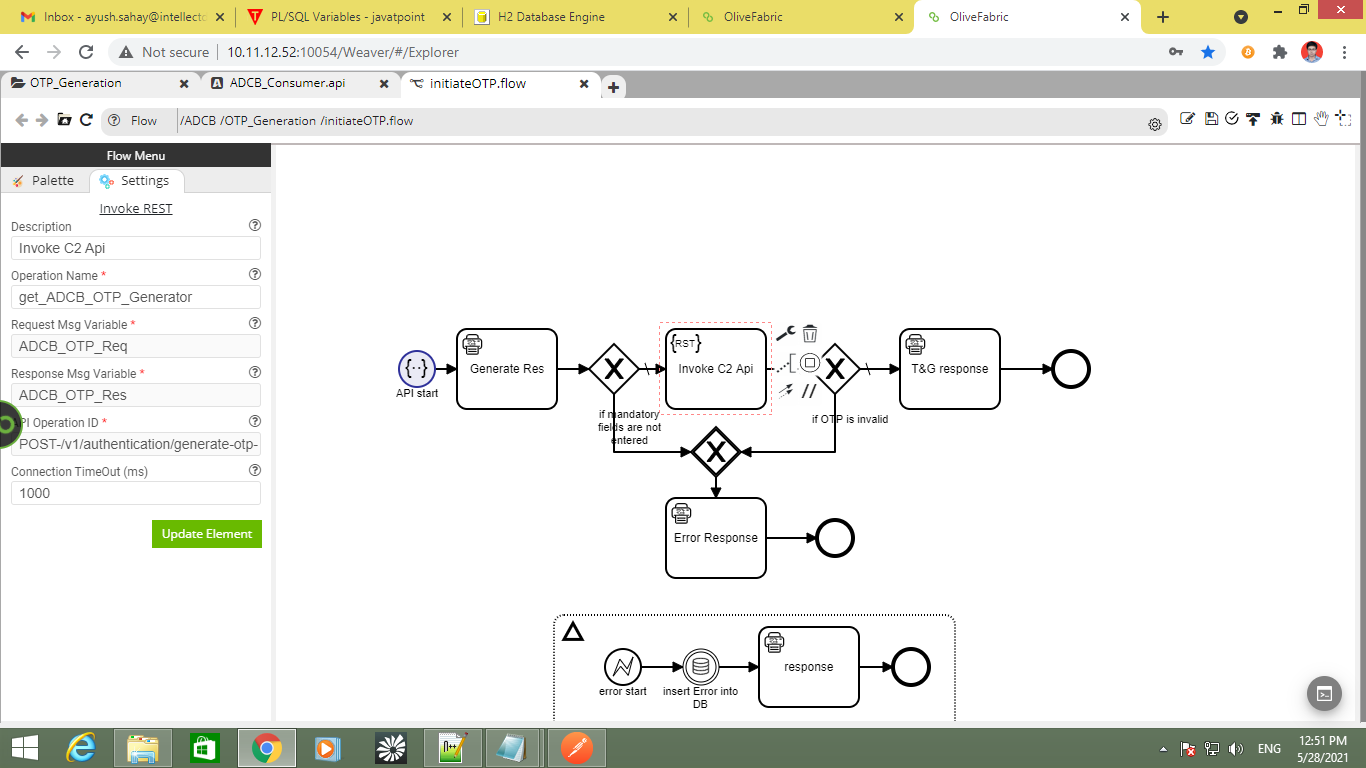 Inbox - ayush.sahay@intellect
PL/SQL Variables - javatpoint
H2 Database Engine
OliveFabric
OliveFabric
Not secure
10.11.12.52:10054/Weaver/#/Explorer
OTP_Generation
ADCB_Consumer.api
initiateOTP.flow
Flow
/ADCB /OTP_Generation /initiateOTP.flow
Flow Menu
Palette
Settings
Invoke REST
Description
Invoke C2 Api
Operation Name *
get_ADCB_OTP_Generator
Request Msg Variable *
ADCB_OTP_Req
Response Msg Variable *
ADCB_OTP_Res
API Operation ID *
POST-/v1/authentication/generate-otp-
Connection TimeOut (ms)
1000
Update Element
API start
Generate Res
if mandatory
fields are not
entered
{RST}
Invoke C2 Api
if OTP is invalid
T&G response
Error Response
error start
insert Error into
DB
response
ENG
12:51 PM
5/28/2021